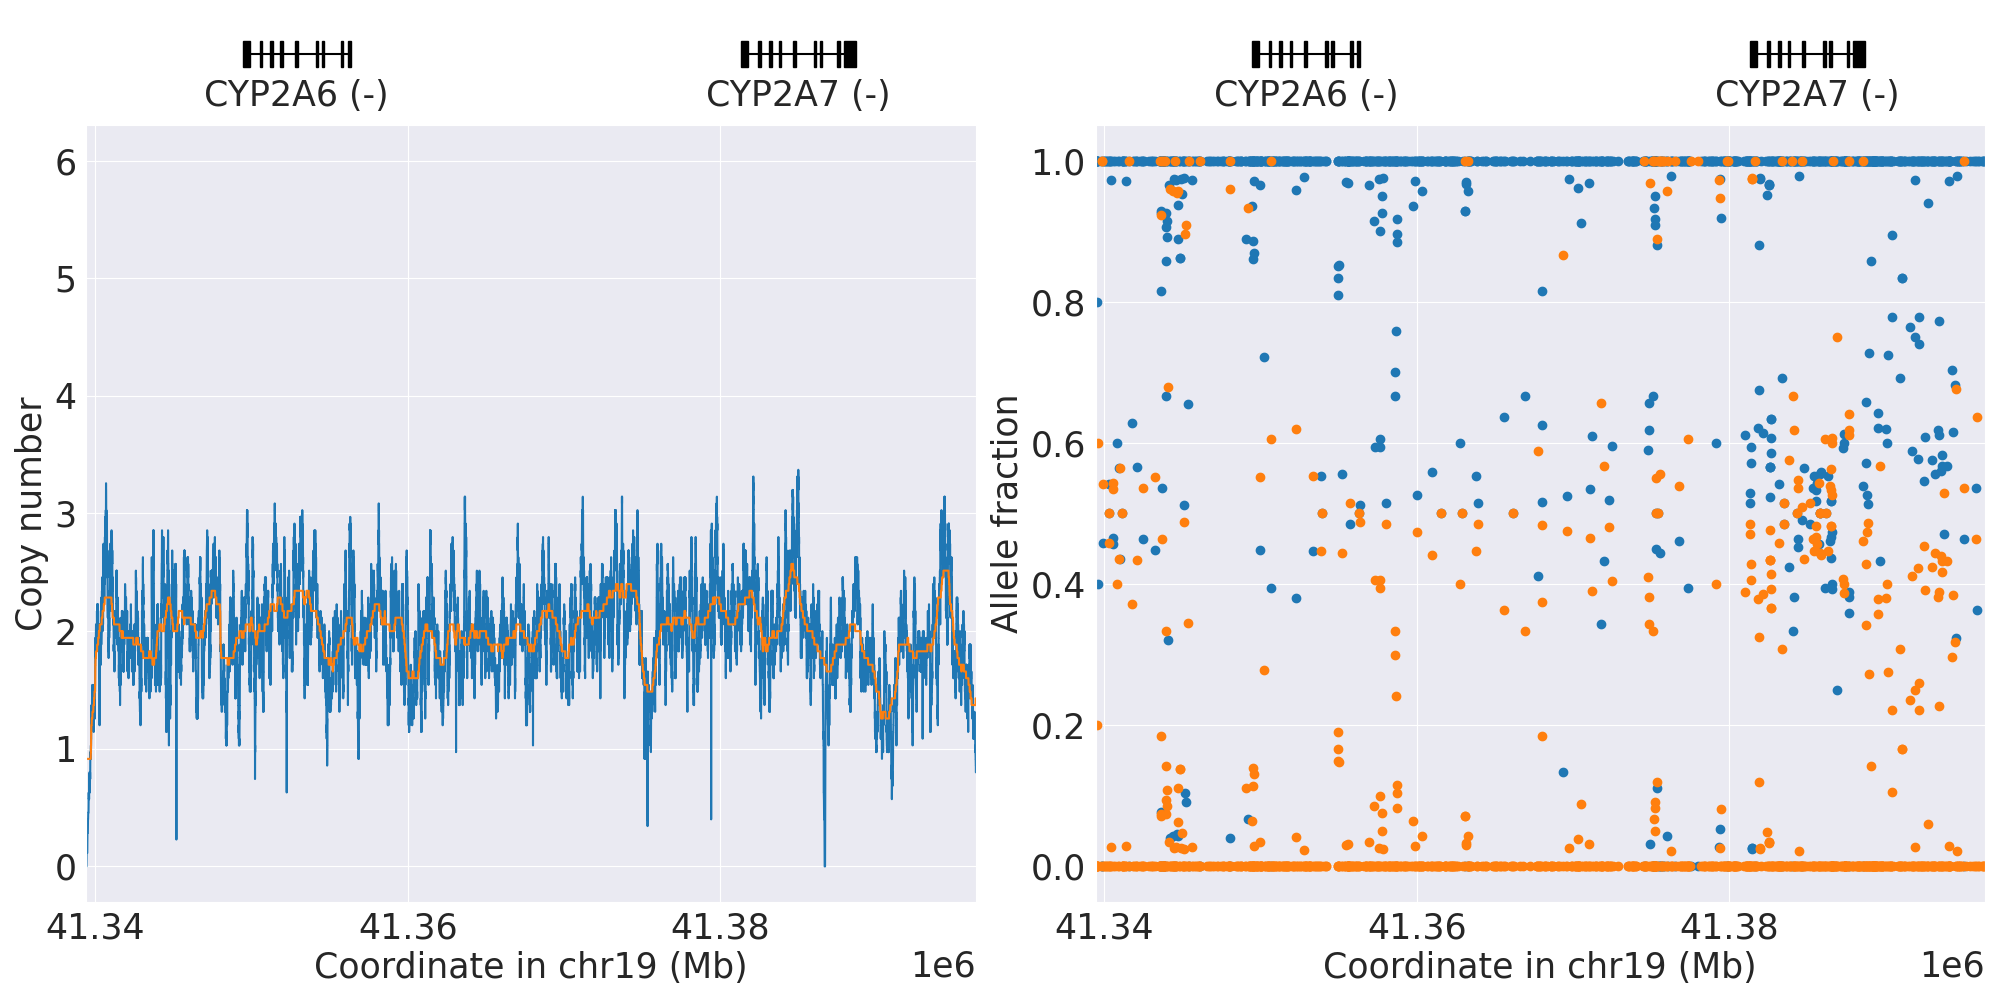 CYP2A6 (-) CYP2A7 (-)
Copy number
6
5
4
3
2
1
0
41.34 41.36 41.38
Coordinate in chr19 (Mb) 1e6
CYP2A6 (-) CYP2A7 (-)
Allele fraction
1.0
0.8
0.6
0.4
0.2
0.0
41.34 41.36 41.38
Coordinate in chr19 (Mb) 1e6